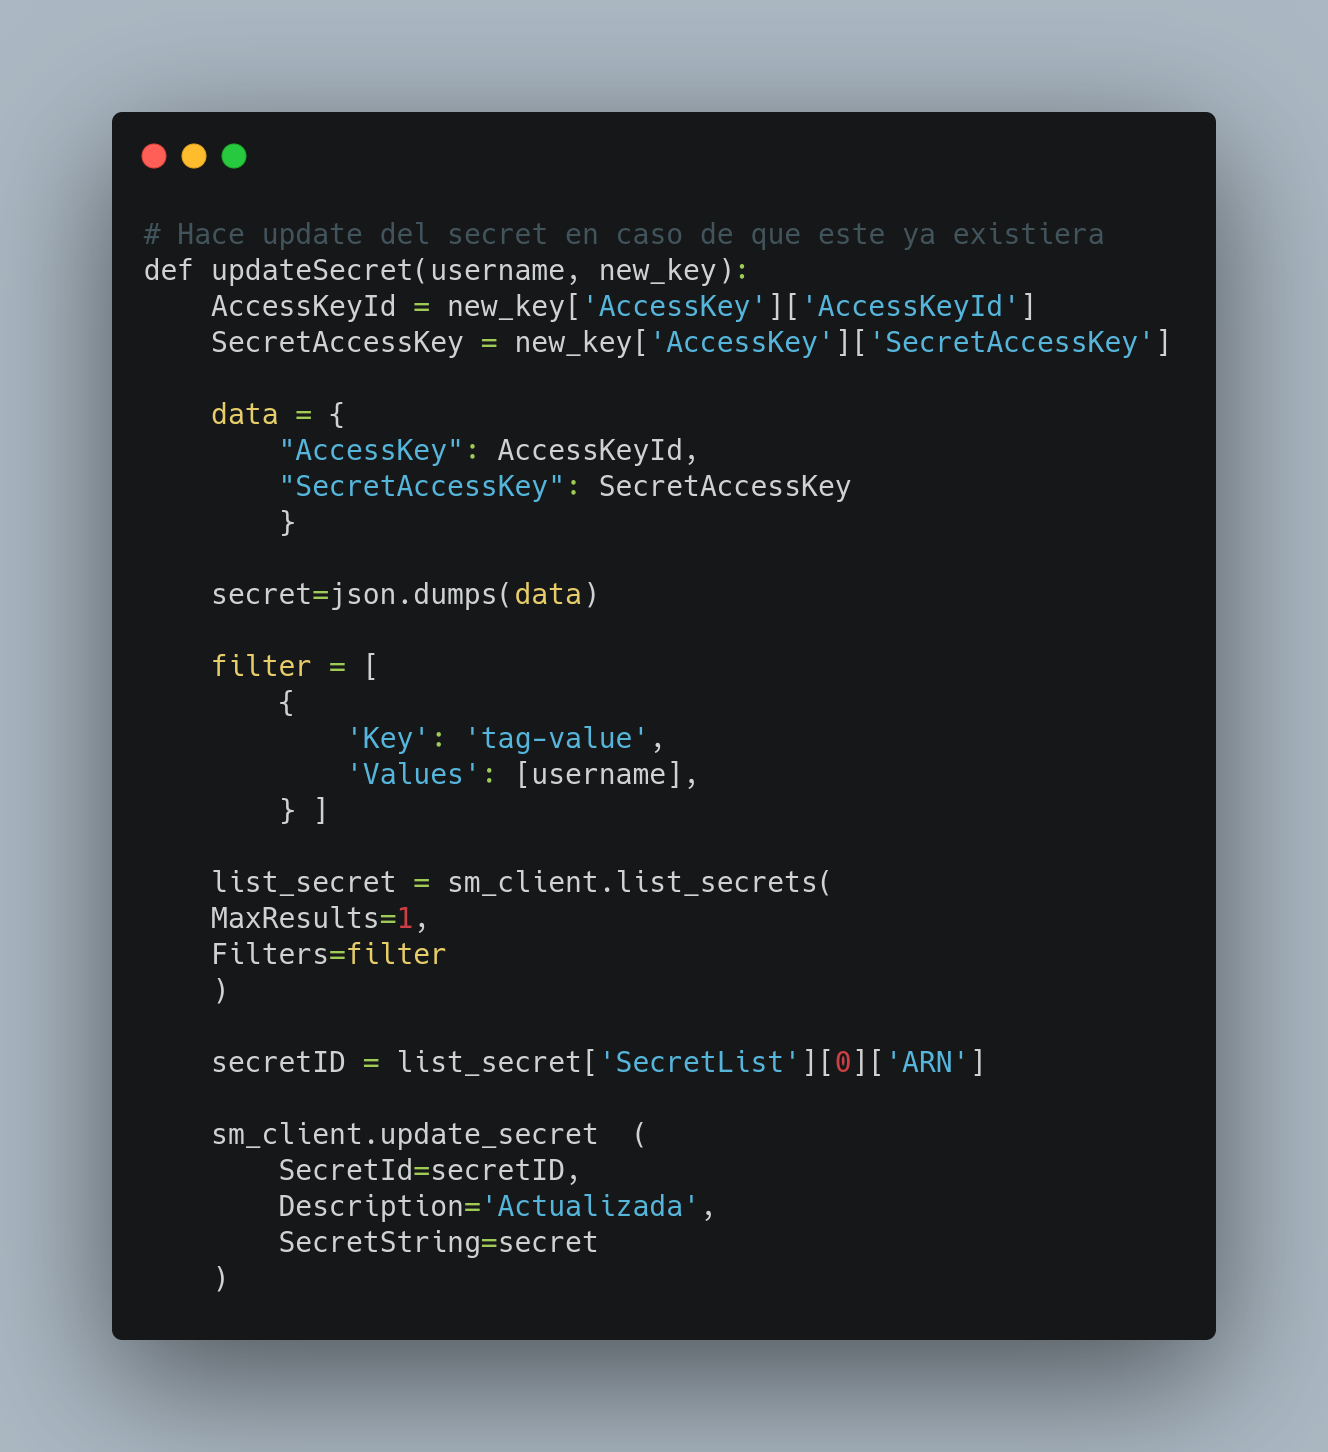 # Hace update del secret en caso de que este ya existiera
def updateSecret(username, new_key):
    AccessKeyId = new_key['AccessKey']['AccessKeyId']
    SecretAccessKey = new_key['AccessKey']['SecretAccessKey']

    data = {
        "AccessKey": AccessKeyId,
        "SecretAccessKey": SecretAccessKey
        }

    secret=json.dumps(data)

    filter = [
        {
            'Key': 'tag-value',
            'Values': [username],
        } ]

    list_secret = sm_client.list_secrets(
    MaxResults=1,
    Filters=filter
    )

    secretID = list_secret['SecretList'][0]['ARN']

    sm_client.update_secret  (
        SecretId=secretID,
        Description='Actualizada',
        SecretString=secret
    )